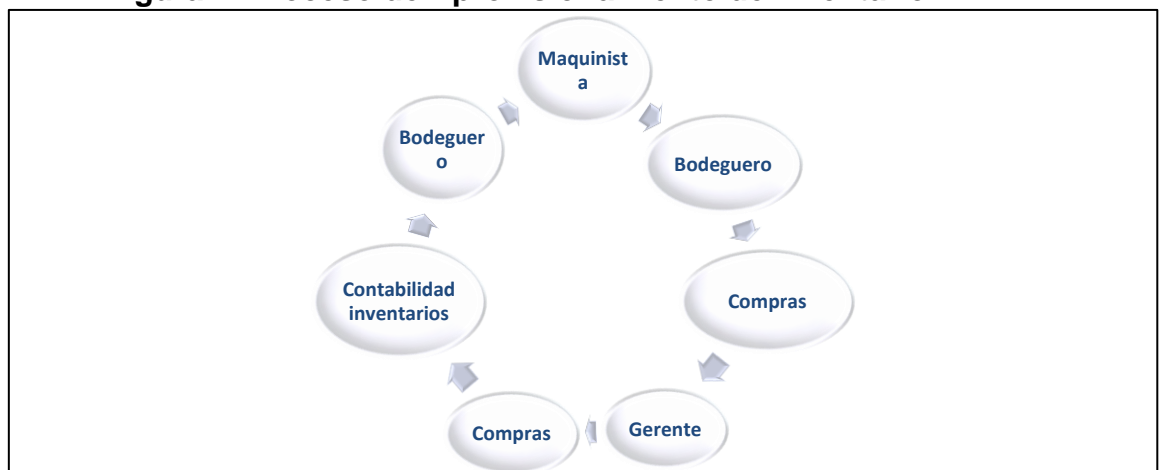 Maquinist
a
Bodeguer
o
Bodeguero
Contabilidad
inventarios
Compras
Compras
Gerente